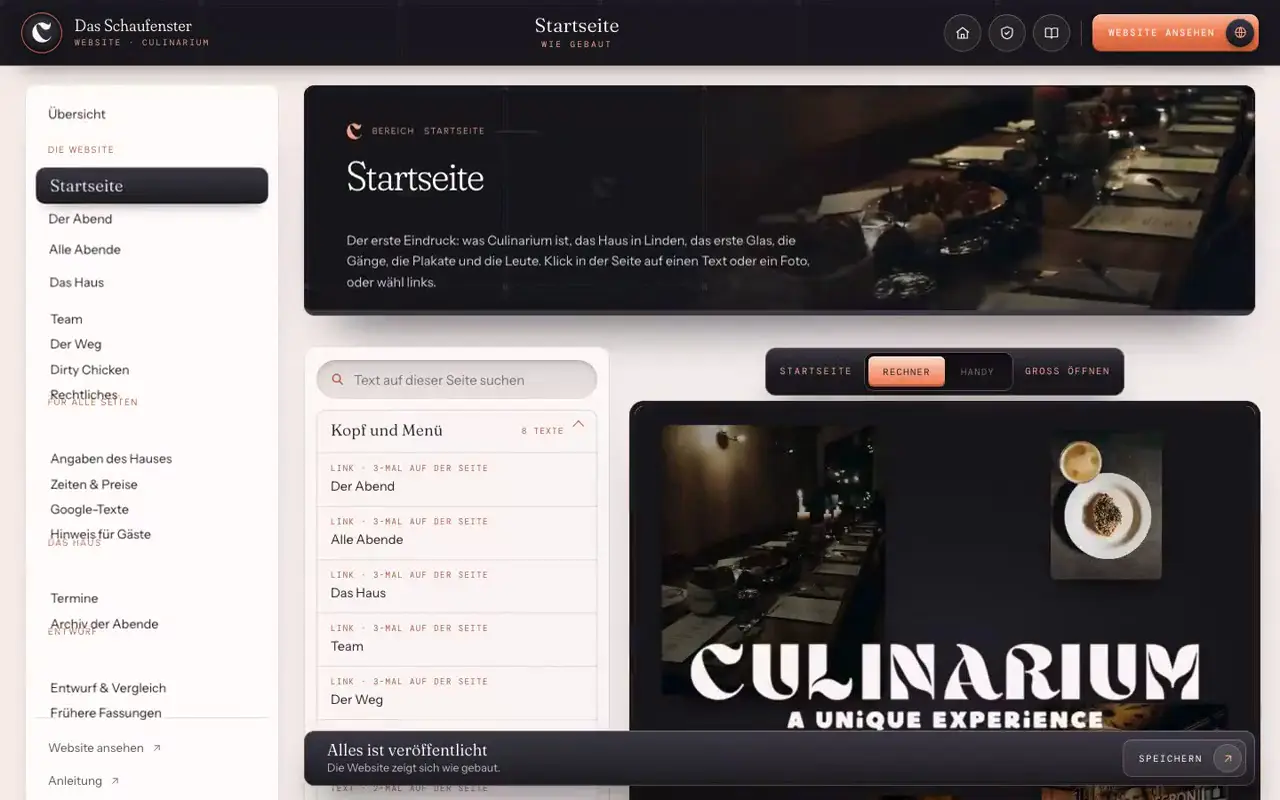 Das Schaufenster
WEBSITE · CULINARIUM
Startseite
WIE GEBAUT
WEBSITE ANSEHEN
Übersicht
DIE WEBSITE
Startseite
Der Abend
Alle Abende
Das Haus
Team
Der Weg
Dirty Chicken
Rechtliches
FÜR ALLE SEITEN
Angaben des Hauses
Zeiten & Preise
Google-Texte
Hinweis für Gäste
DAS HAUS
Termine
Archiv der Abende
ENTWURF
Entwurf & Vergleich
Frühere Fassungen
Website ansehen ↗
Anleitung ↗
BEREICH STARTSEITE
Startseite
Der erste Eindruck: was Culinarium ist, das Haus in Linden, das erste Glas, die
Gänge, die Plakate und die Leute. Klick in der Seite auf einen Text oder ein Foto,
oder wähl links.
Text auf dieser Seite suchen
Kopf und Menü
8 TEXTE
LINK · 3-MAL AUF DER SEITE
Der Abend
LINK · 3-MAL AUF DER SEITE
Alle Abende
LINK · 3-MAL AUF DER SEITE
Das Haus
LINK · 3-MAL AUF DER SEITE
Team
LINK · 3-MAL AUF DER SEITE
Der Weg
STARTSEITE
RECHNER
HANDY
GROSS ÖFFNEN
CULINARIUM
A UNiQUE EXPERiENCE
Alles ist veröffentlicht
Die Website zeigt sich wie gebaut.
SPEICHERN ↗
TEXT · 2-MAL AUF DER SEITE